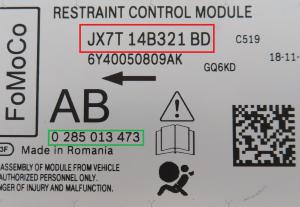 RESTRAINT CONTROL MODULE
FoMoCo
JX7T 14B321 BD
C519
6Y40050809AK
GQ6KD
18-11-
AB
0 285 013 473
3F
Made in Romania
ASSEMBLY OF MODULE FROM VEHICLE
AUTHORIZED PERSONNEL ONLY.
NGER OF INJURY AND MALFUNCTION.